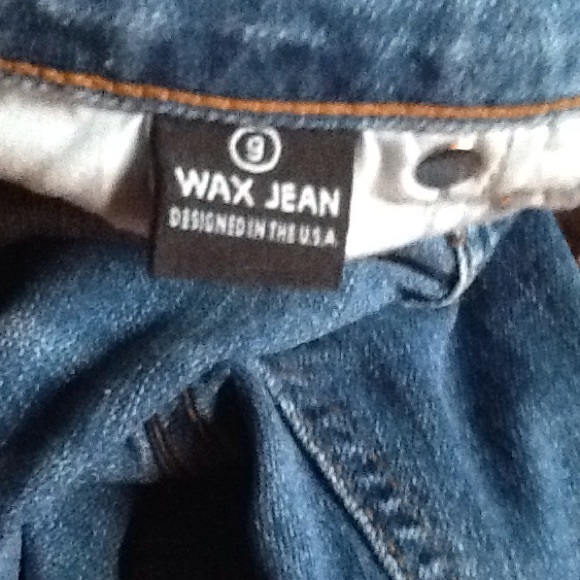 9
WAX JEAN
DESIGNED IN THE U.S.A.